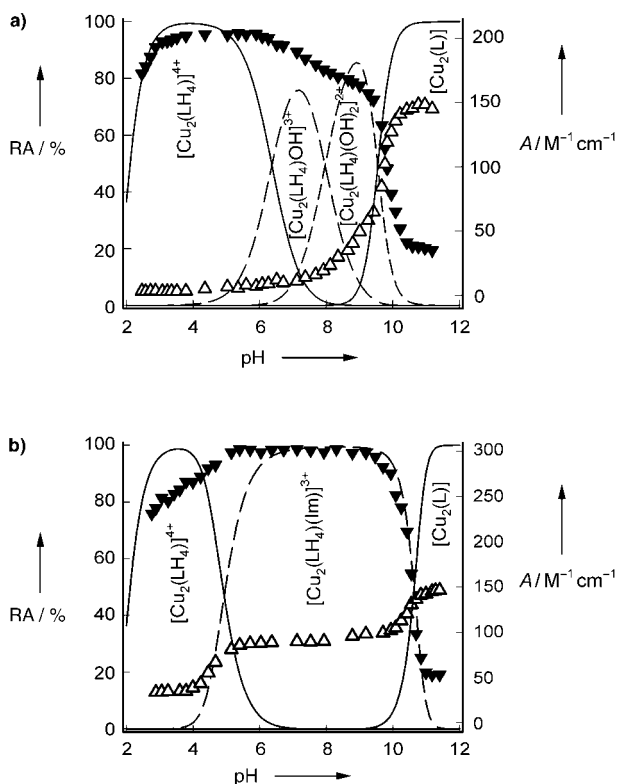 a)
100
80
60
40
20
0
RA / %
200
150
100
50
0
A / M⁻¹ cm⁻¹
[Cu₂(LH₄)]⁴⁺
[Cu₂(LH₄)OH]³⁺
[Cu₂(LH₄)(OH)₂]²⁺
[Cu₂(L)]
2 4 6 8 10 12
pH
b)
100
80
60
40
20
0
RA / %
300
250
200
150
100
50
0
A / M⁻¹ cm⁻¹
[Cu₂(LH₄)]⁴⁺
[Cu₂(LH₄)(Im)]³⁺
[Cu₂(L)]
2 4 6 8 10 12
pH